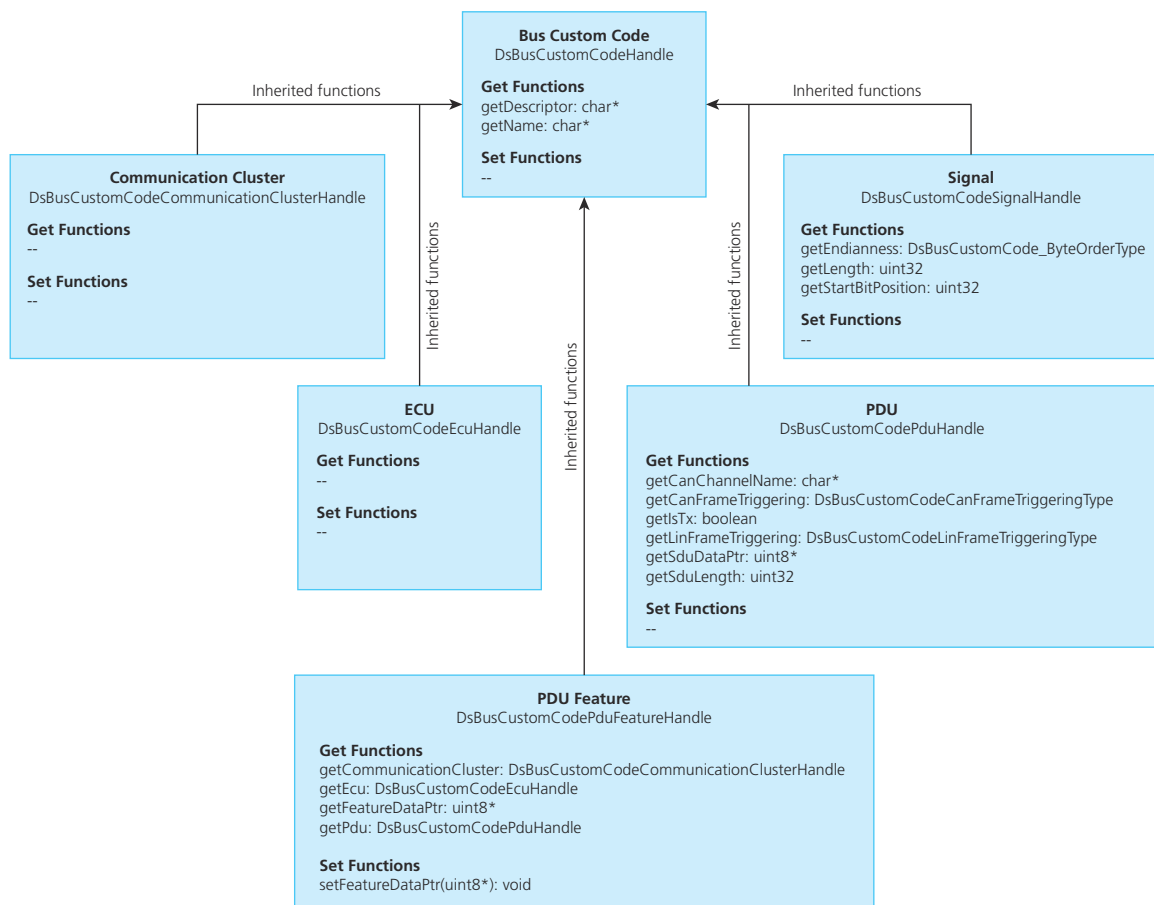 Bus Custom Code
DsBusCustomCodeHandle
Get Functions
getDescriptor: char*
getName: char*
Set Functions
--
Inherited functions
Inherited functions
Communication Cluster
DsBusCustomCodeCommunicationClusterHandle
Get Functions
--
Set Functions
--
Signal
DsBusCustomCodeSignalHandle
Get Functions
getEndianness: DsBusCustomCode_ByteOrderType
getLength: uint32
getStartBitPosition: uint32
Set Functions
--
Inherited functions
Inherited functions
Inherited functions
ECU
DsBusCustomCodeEcuHandle
Get Functions
--
Set Functions
--
PDU
DsBusCustomCodePduHandle
Get Functions
getCanChannelName: char*
getCanFrameTriggering: DsBusCustomCodeCanFrameTriggeringType
getIsTx: boolean
getLinFrameTriggering: DsBusCustomCodeLinFrameTriggeringType
getSduDataPtr: uint8*
getSduLength: uint32
Set Functions
--
PDU Feature
DsBusCustomCodePduFeatureHandle
Get Functions
getCommunicationCluster: DsBusCustomCodeCommunicationClusterHandle
getEcu: DsBusCustomCodeEcuHandle
getFeatureDataPtr: uint8*
getPdu: DsBusCustomCodePduHandle
Set Functions
setFeatureDataPtr(uint8*): void